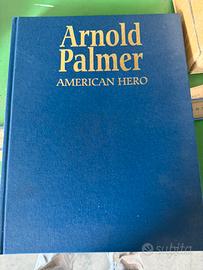 Arnold
Palmer
AMERICAN HERO
subito